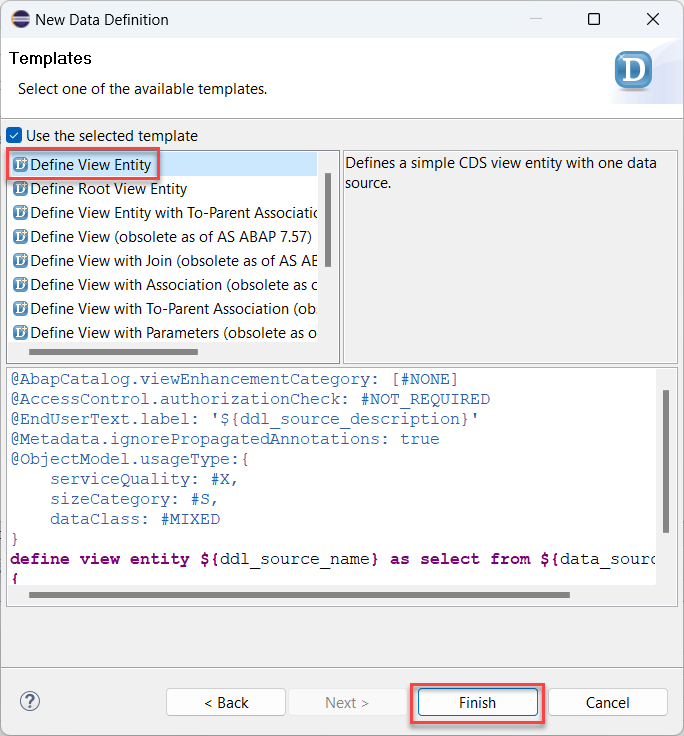 New Data Definition
Templates
Select one of the available templates.
D
Use the selected template
Define View Entity
Define Root View Entity
Define View Entity with To-Parent Associatic
Define View (obsolete as of AS ABAP 7.57)
Define View with Join (obsolete as of AS AB
Define View with Association (obsolete as c
Define View with To-Parent Association (ob
Define View with Parameters (obsolete as o
Defines a simple CDS view entity with one data
source.
@AbapCatalog.viewEnhancementCategory: [#NONE]
@AccessControl.authorizationCheck: #NOT_REQUIRED
@EndUserText.label: '${ddl_source_description}'
@Metadata.ignorePropagatedAnnotations: true
@ObjectModel.usageType:{
    serviceQuality: #X,
    sizeCategory: #S,
    dataClass: #MIXED
}
define view entity ${ddl_source_name} as select from ${data_sourc
{
?
< Back
Next >
Finish
Cancel